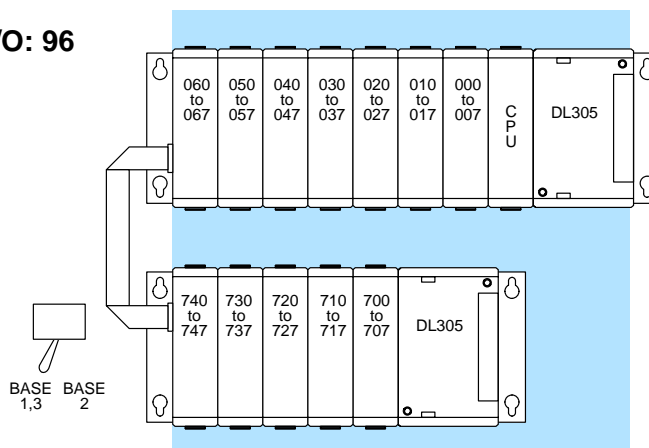 /O: 96
060 to 067
050 to 057
040 to 047
030 to 037
020 to 027
010 to 017
000 to 007
CPU
DL305
740 to 747
730 to 737
720 to 727
710 to 717
700 to 707
DL305
BASE 1,3
BASE 2